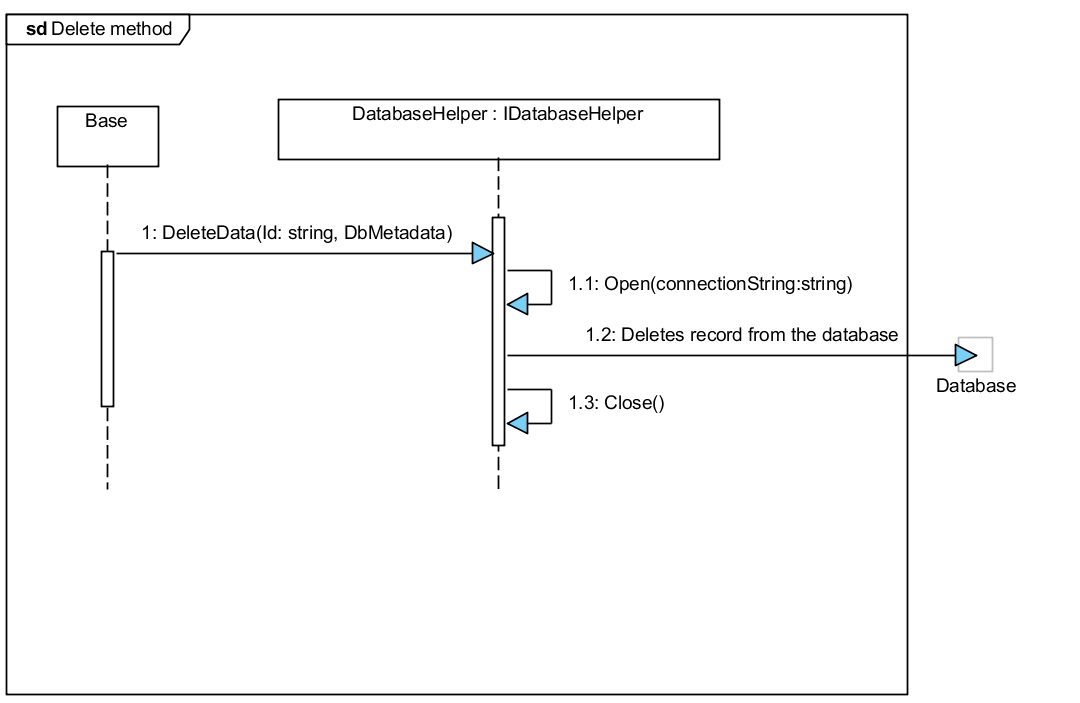 sd Delete method
Base
DatabaseHelper : IDatabaseHelper
1: DeleteData(Id: string, DbMetadata)
1.1: Open(connectionString:string)
1.2: Deletes record from the database
Database
1.3: Close()